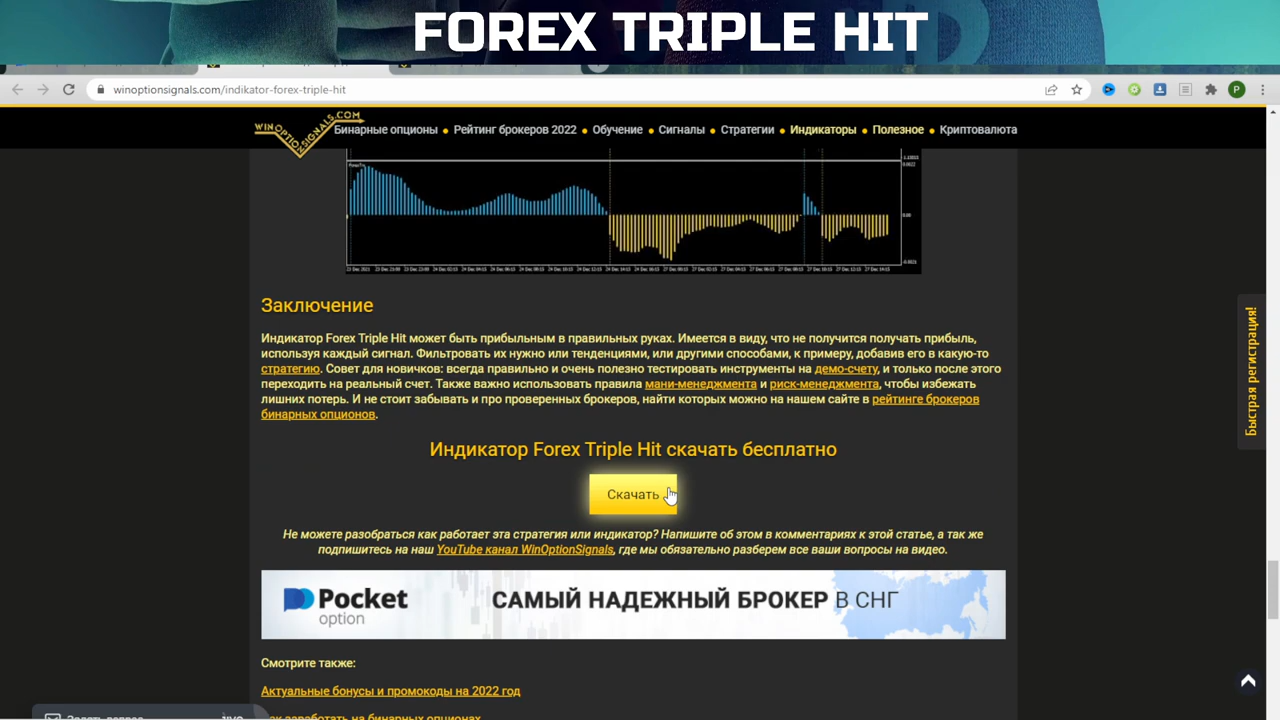 FOREX TRIPLE HIT
winoptionsignals.com/indikator-forex-triple-hit
P
WINOPTIONSIGNALS.COM
Бинарные опционы
Рейтинг брокеров 2022
Обучение
Сигналы
Стратегии
Индикаторы
Полезное
Криптовалюта
0.00
Заключение
Индикатор Forex Triple Hit может быть прибыльным в правильных руках. Имеется в виду, что не получится получать прибыль,
используя каждый сигнал. Фильтровать их нужно или тенденциями, или другими способами, к примеру, добавив его в какую-то
стратегию. Совет для новичков: всегда правильно и очень полезно тестировать инструменты на демо-счету, и только после этого
переходить на реальный счет. Также важно использовать правила мани-менеджмента и риск-менеджмента, чтобы избежать
лишних потерь. И не стоит забывать и про проверенных брокеров, найти которых можно на нашем сайте в рейтинге брокеров
бинарных опционов.
Быстрая регистрация!
Индикатор Forex Triple Hit скачать бесплатно
Скачать
Не можете разобраться как работает эта стратегия или индикатор? Напишите об этом в комментариях к этой статье, а так же
подпишитесь на наш YouTube канал WinOptionSignals, где мы обязательно разберем все ваши вопросы на видео.
Pocket
option
САМЫЙ НАДЕЖНЫЙ БРОКЕР В СНГ
Смотрите также:
Актуальные бонусы и промокоды на 2022 год
заработать на бинарных опционах